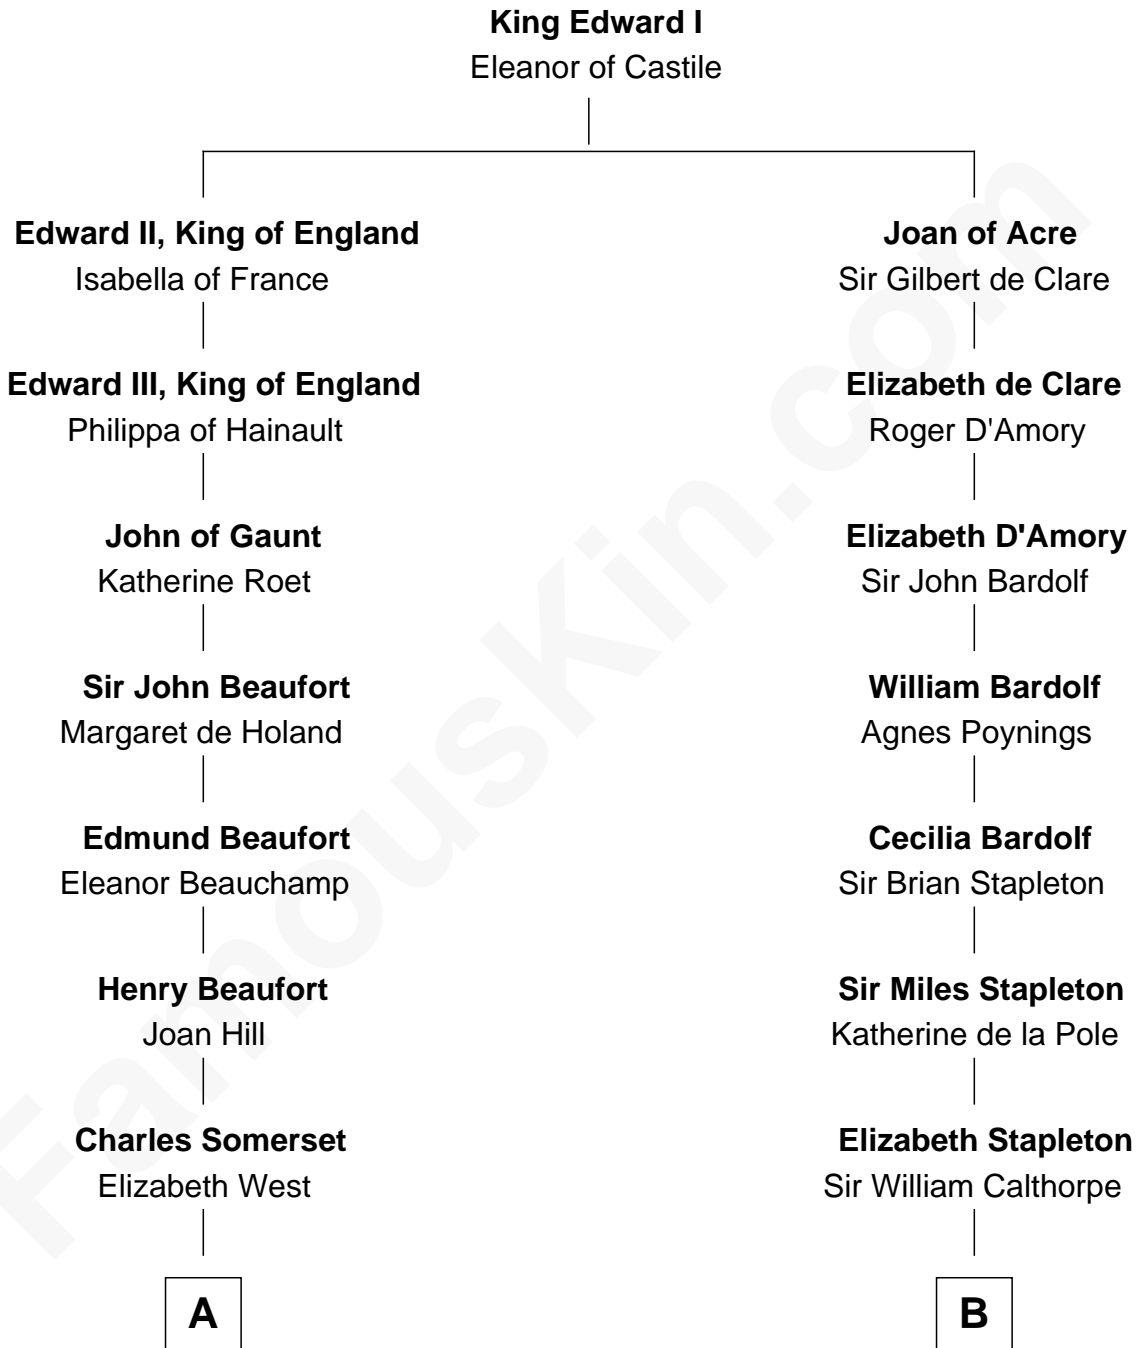 King Edward I
Eleanor of Castile
Edward II, King of England
Isabella of France
Edward III, King of England
Philippa of Hainault
John of Gaunt
Katherine Roet
Sir John Beaufort
Margaret de Holand
Edmund Beaufort
Eleanor Beauchamp
Henry Beaufort
Joan Hill
Charles Somerset
Elizabeth West
A
Joan of Acre
Sir Gilbert de Clare
Elizabeth de Clare
Roger D'Amory
Elizabeth D'Amory
Sir John Bardolf
William Bardolf
Agnes Poynings
Cecilia Bardolf
Sir Brian Stapleton
Sir Miles Stapleton
Katherine de la Pole
Elizabeth Stapleton
Sir William Calthorpe
B
FamousKin.com